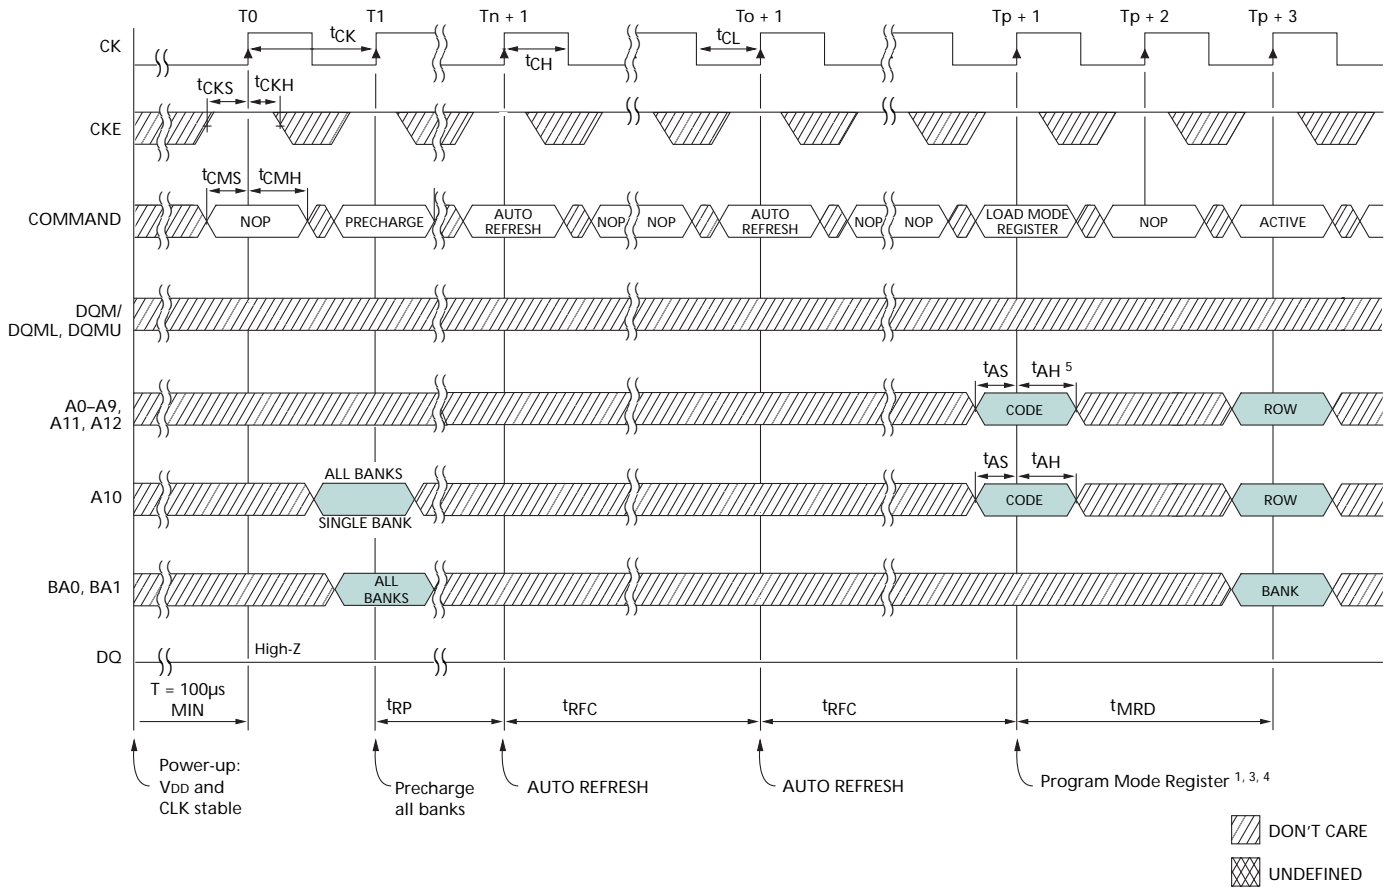 T0 T1 Tn + 1 To + 1 Tp + 1 Tp + 2 Tp + 3
CK tCK tCH tCL
tCKS tCKH
CKE
tCMS tCMH
COMMAND NOP PRECHARGE AUTO REFRESH NOP NOP AUTO REFRESH NOP NOP LOAD MODE REGISTER NOP ACTIVE
DQM/
DQML, DQMU
tAS tAH 5
A0–A9,
A11, A12
CODE ROW
ALL BANKS
tAS tAH
A10 CODE ROW
SINGLE BANK
BA0, BA1 ALL BANKS BANK
DQ High-Z
T = 100µs
MIN
tRP tRFC tRFC tMRD
Power-up:
VDD and
CLK stable
Precharge
all banks
AUTO REFRESH
AUTO REFRESH
Program Mode Register 1, 3, 4
DON'T CARE
UNDEFINED